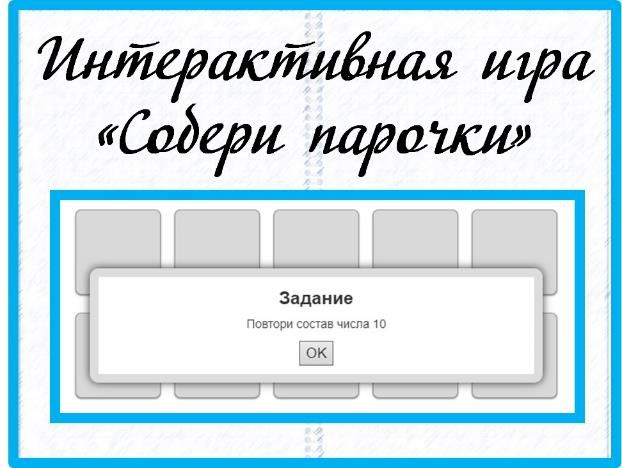 Интерактивная игра
«Собери парочки»
Задание
Повтори состав числа 10
OK